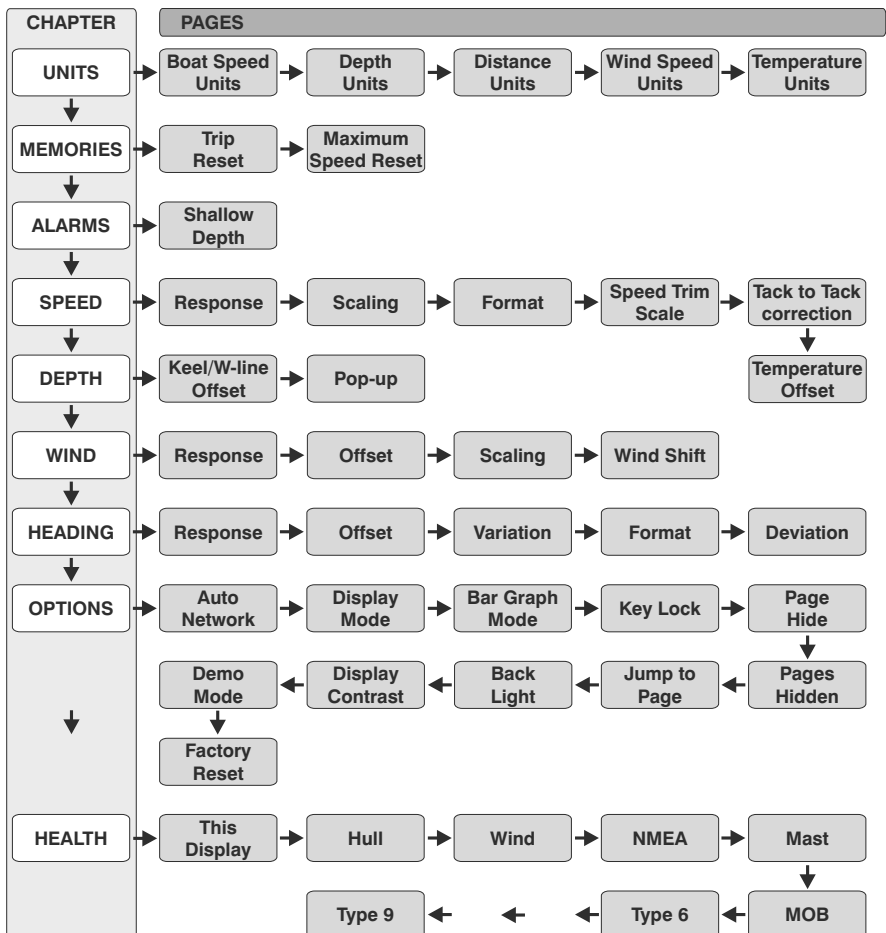 CHAPTER
PAGES
UNITS
Boat Speed
Units
Depth
Units
Distance
Units
Wind Speed
Units
Temperature
Units
MEMORIES
Trip
Reset
Maximum
Speed Reset
ALARMS
Shallow
Depth
SPEED
Response
Scaling
Format
Speed Trim
Scale
Tack to Tack
correction
Temperature
Offset
DEPTH
Keel/W-line
Offset
Pop-up
WIND
Response
Offset
Scaling
Wind Shift
HEADING
Response
Offset
Variation
Format
Deviation
OPTIONS
Auto
Network
Display
Mode
Bar Graph
Mode
Key Lock
Page
Hide
Pages
Hidden
Jump to
Page
Back
Light
Display
Contrast
Demo
Mode
Factory
Reset
HEALTH
This
Display
Hull
Wind
NMEA
Mast
MOB
Type 6
Type 9